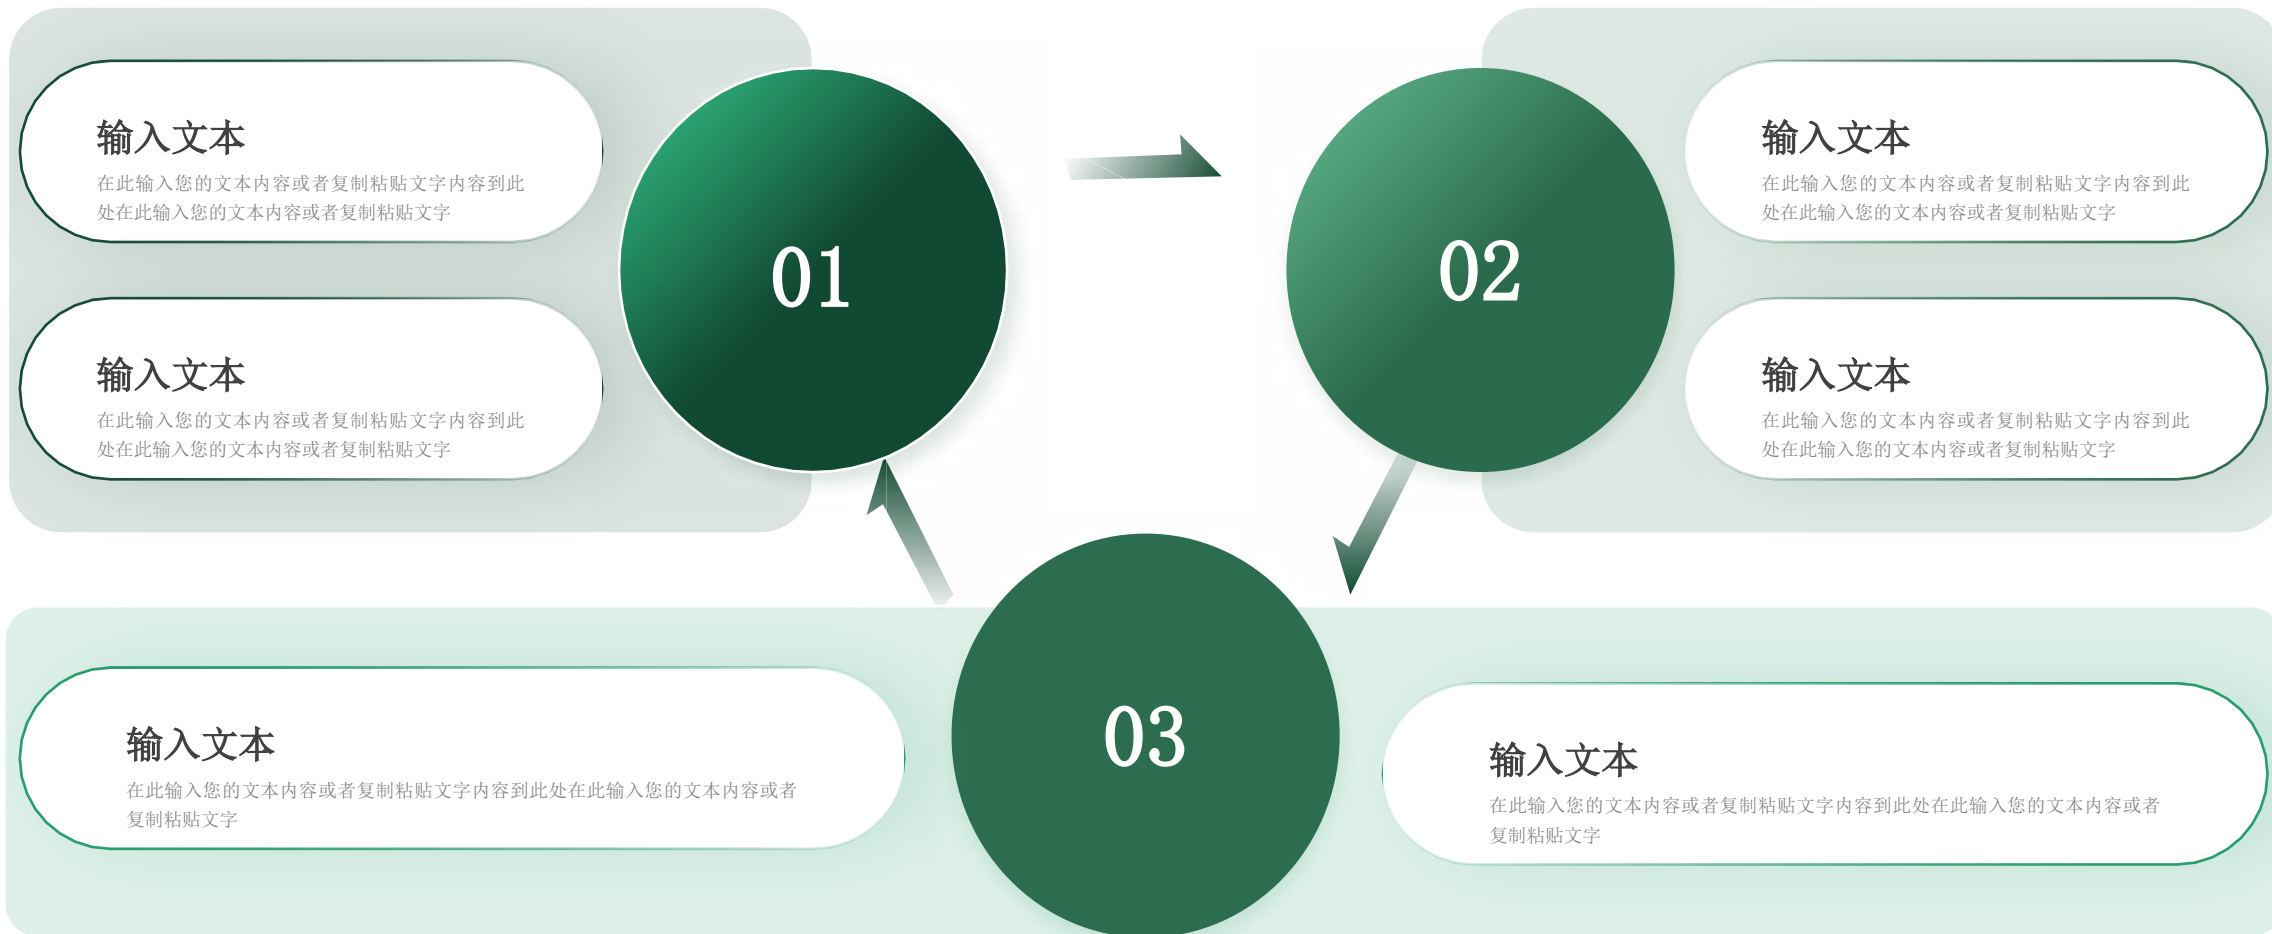 输入文本
在此输入您的文本内容或者复制粘贴文字内容到此
处在此输入您的文本内容或者复制粘贴文字
输入文本
在此输入您的文本内容或者复制粘贴文字内容到此
处在此输入您的文本内容或者复制粘贴文字
01
02
输入文本
在此输入您的文本内容或者复制粘贴文字内容到此
处在此输入您的文本内容或者复制粘贴文字
输入文本
在此输入您的文本内容或者复制粘贴文字内容到此
处在此输入您的文本内容或者复制粘贴文字
输入文本
在此输入您的文本内容或者复制粘贴文字内容到此处在此输入您的文本内容或者
复制粘贴文字
03
输入文本
在此输入您的文本内容或者复制粘贴文字内容到此处在此输入您的文本内容或者
复制粘贴文字